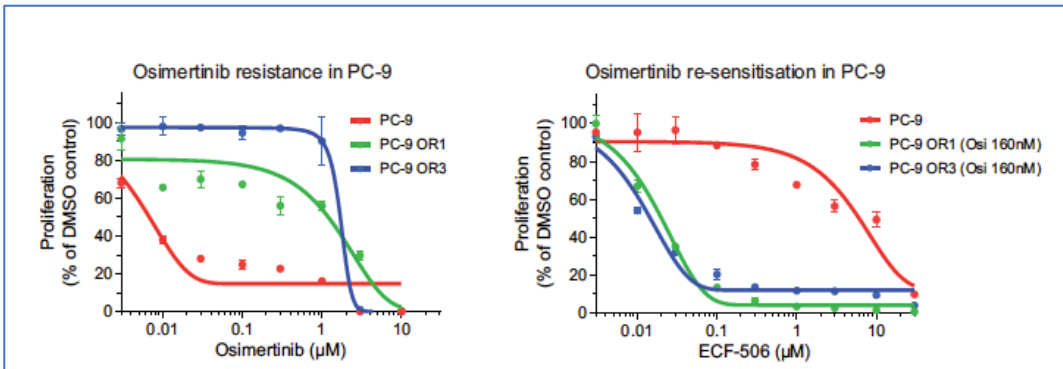 Osimertinib resistance in PC-9
Proliferation
(% of DMSO control)
100
80
60
40
20
0
PC-9
PC-9 OR1
PC-9 OR3
0.01
0.1
1
10
Osimertinib (µM)
Osimertinib re-sensitisation in PC-9
Proliferation
(% of DMSO control)
100
80
60
40
20
0
PC-9
PC-9 OR1 (Osi 160nM)
PC-9 OR3 (Osi 160nM)
0.01
0.1
1
10
ECF-506 (µM)